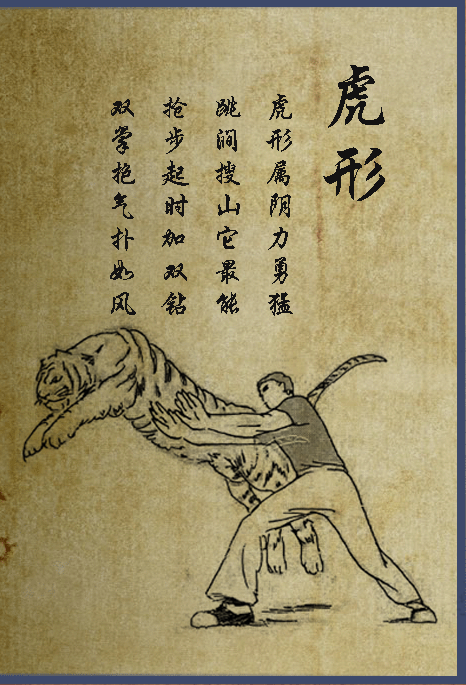 虎形
虎形属阴力勇猛
跳涧搜山它最能
抢步起时加双钻
双掌抱气扑如风